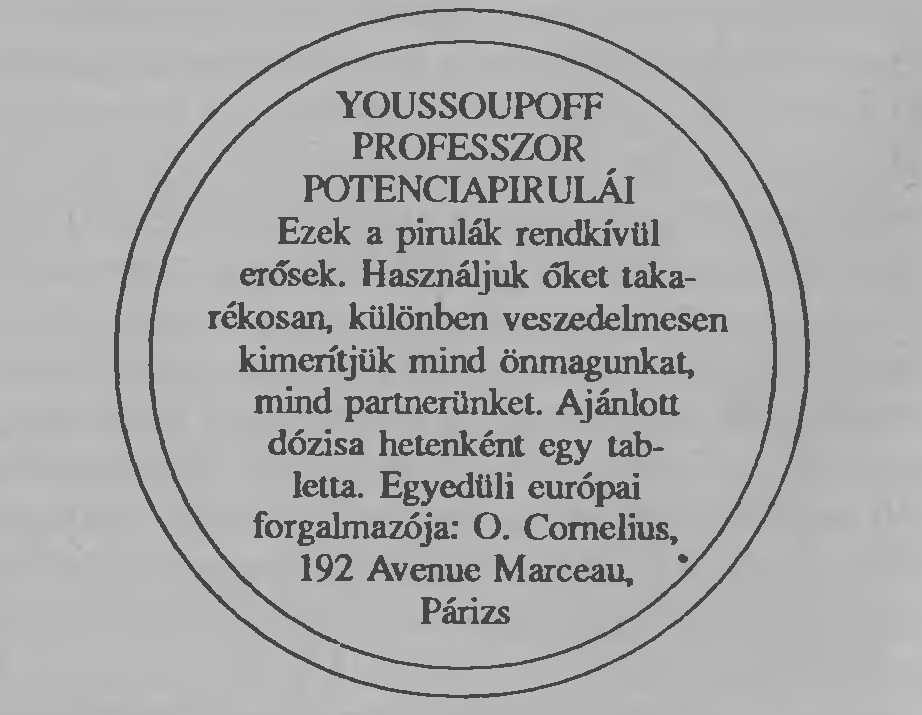 YOUSSOUPOFF
PROFESSZOR
POTENCIAPIRULÁI
Ezek a pirulák rendkívül
erősek. Használjuk őket taka-
rékosan, különben veszedelmesen
kimerítjük mind önmagunkat,
mind partnerünket. Ajánlott
dózisa hetenként egy tab-
letta. Egyedüli európai
forgalmazója: O. Cornelius,
192 Avenue Marceau,
Párizs